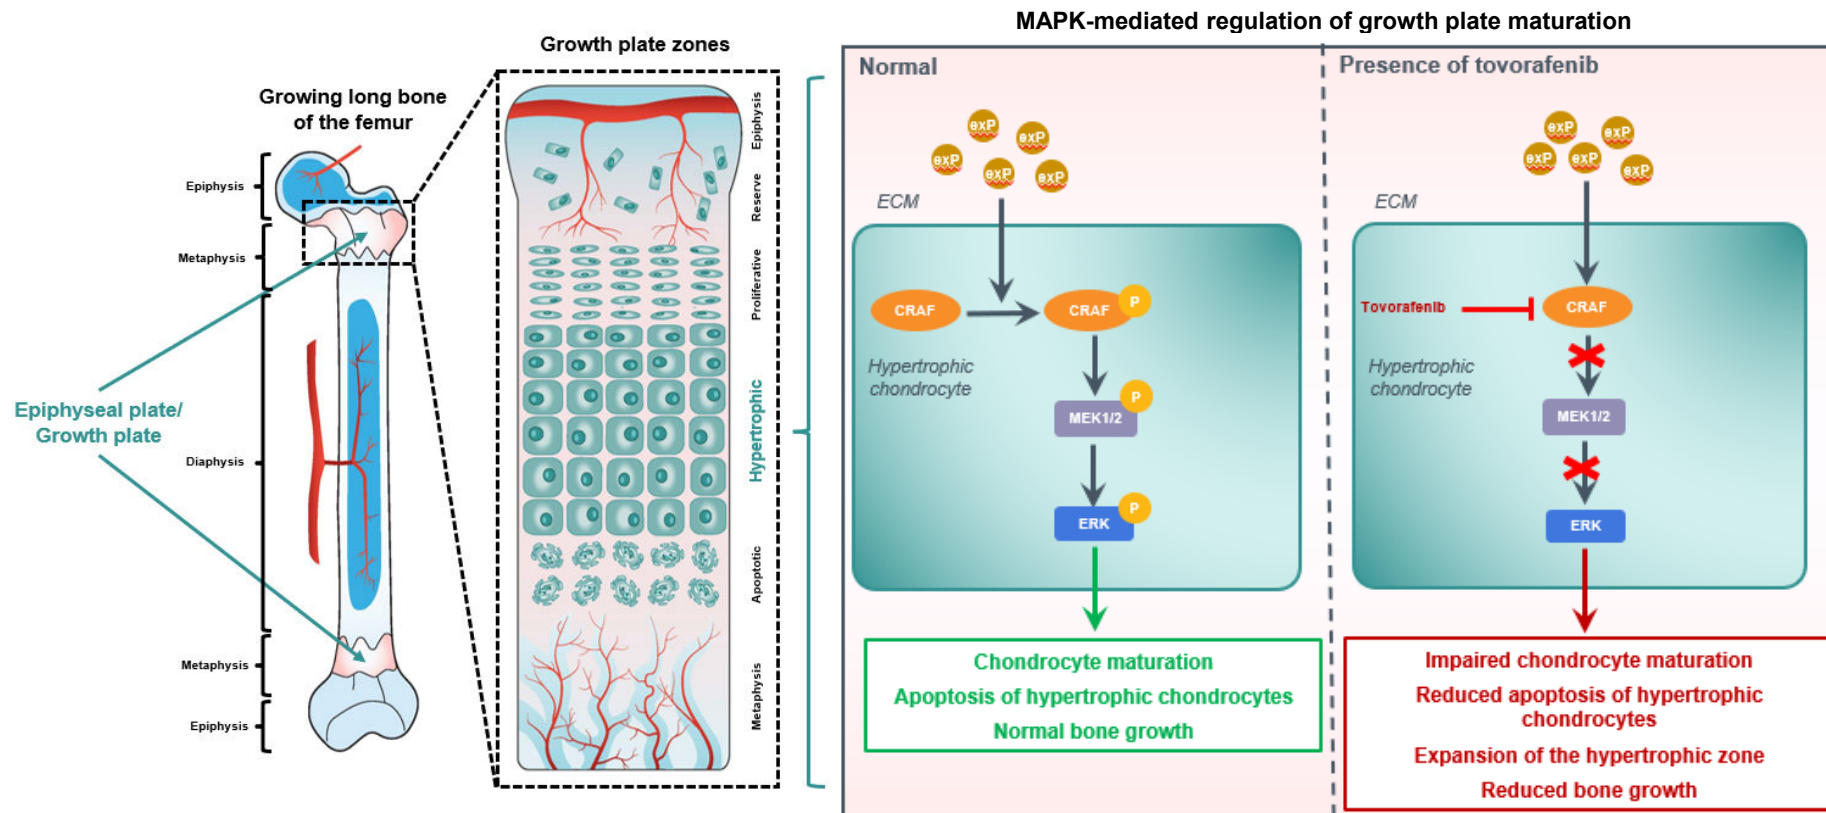 MAPK-mediated regulation of growth plate maturation
Growth plate zones
Growing long bone
of the femur
Epiphysis
Metaphysis
Epiphyseal plate/
Growth plate
Diaphysis
Metaphysis
Epiphysis
Epiphysis
Reserve
Proliferative
Hypertrophic
Apoptotic
Metaphysis
Normal
exP
exP
exP
exP
exP
ECM
CRAF
CRAF
P
Hypertrophic
chondrocyte
P
MEK1/2
P
ERK
Chondrocyte maturation
Apoptosis of hypertrophic chondrocytes
Normal bone growth
Presence of tovorafenib
exP
exP
exP
exP
exP
ECM
Tovorafenib
CRAF
Hypertrophic
chondrocyte
MEK1/2
ERK
Impaired chondrocyte maturation
Reduced apoptosis of hypertrophic
chondrocytes
Expansion of the hypertrophic zone
Reduced bone growth